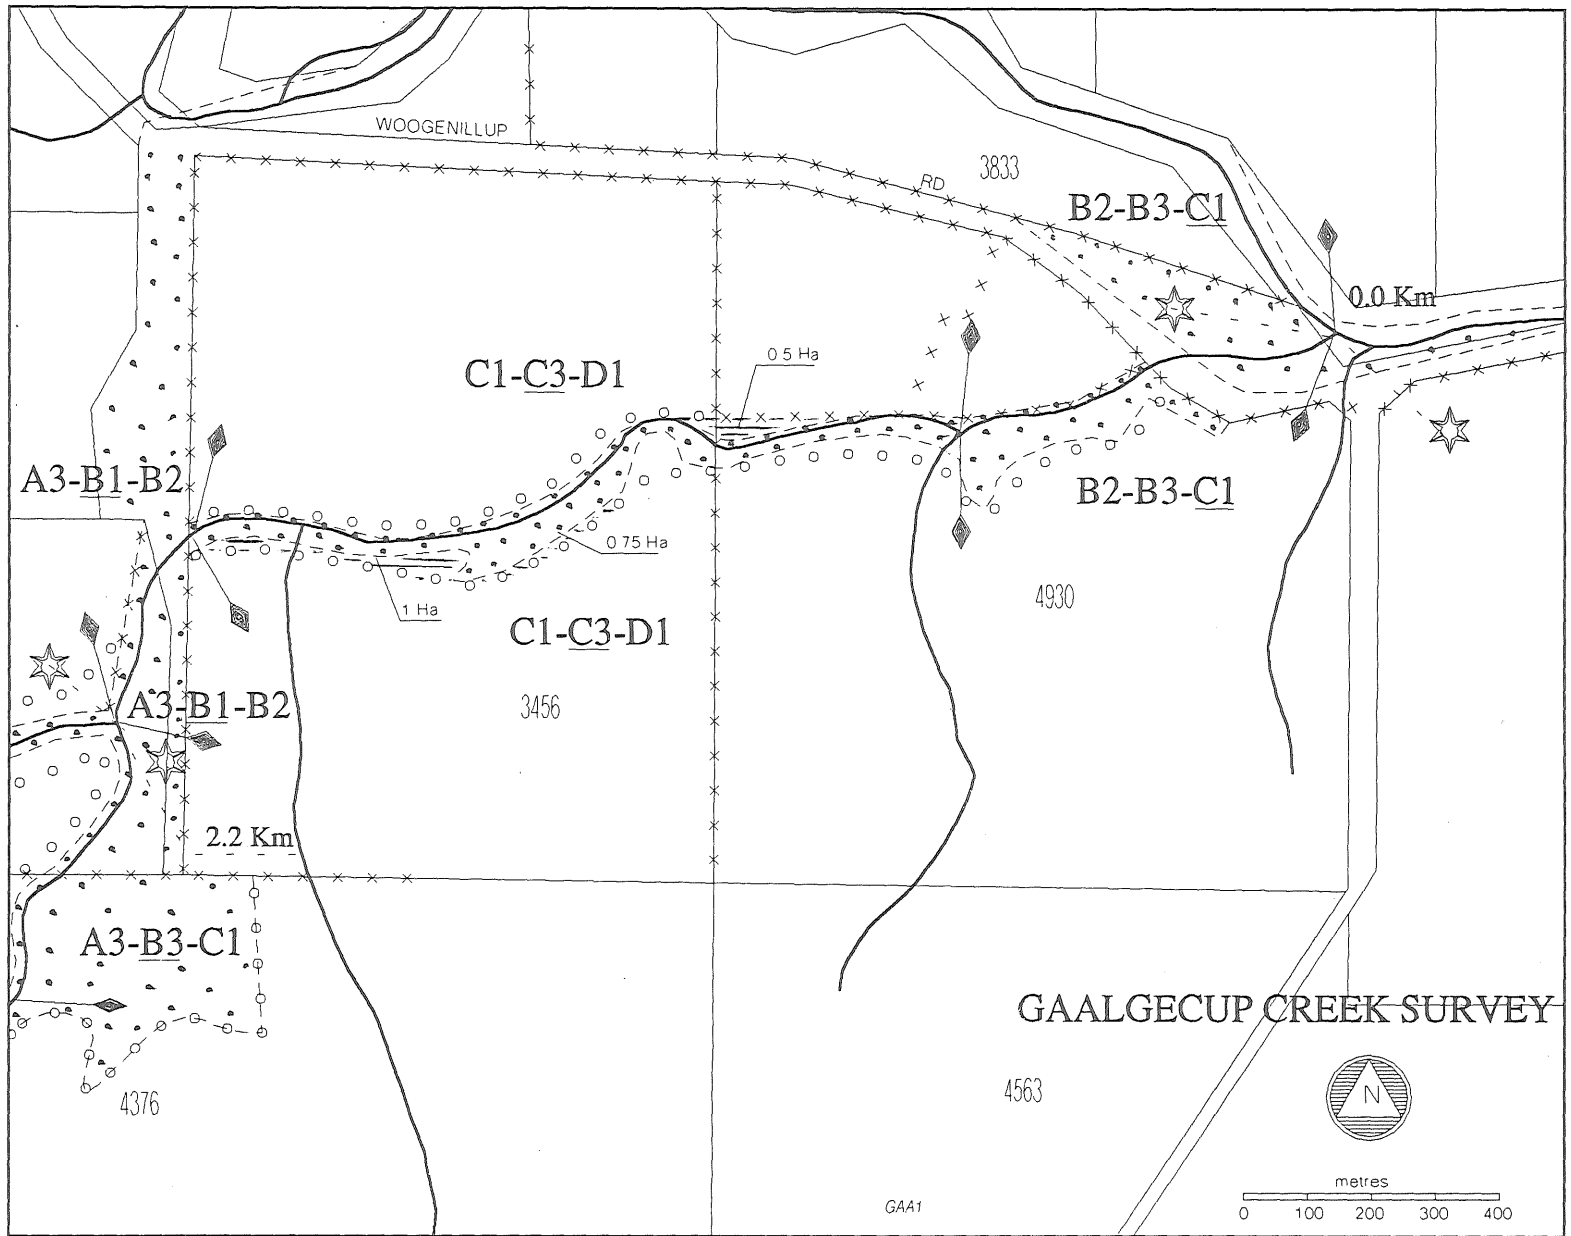 WOOGENILLUP
RD
3833
B2-B3-C1
0.0 Km
0 5 Ha
C1-C3-D1
A3-B1-B2
B2-B3-C1
0 75 Ha
4930
1 Ha
C1-C3-D1
3456
A3-B1-B2
2.2 Km
A3-B3-C1
GAALGECUP CREEK SURVEY
4376
4563
N
metres
0 100 200 300 400
GAA1